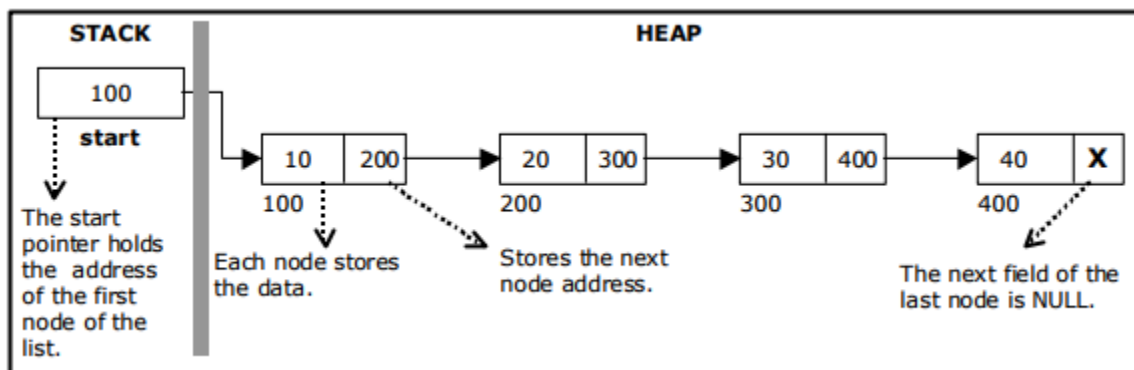 STACK
HEAP
100
start
10 200
20 300
30 400
40 X
100
200
300
400
The start
pointer holds
the address
of the first
node of the
list.
Each node stores
the data.
Stores the next
node address.
The next field of the
last node is NULL.